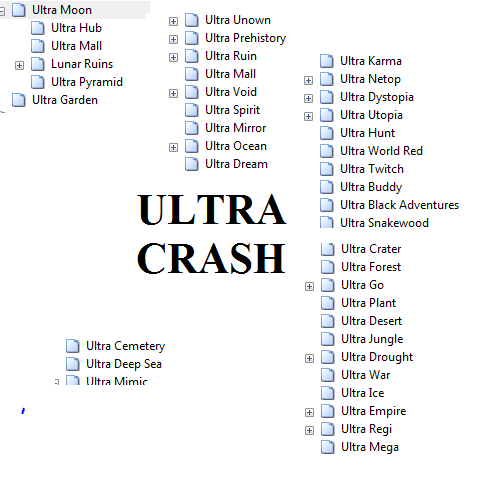 Ultra Moon
Ultra Hub
Ultra Mall
Lunar Ruins
Ultra Pyramid
Ultra Garden
Ultra Unown
Ultra Prehistory
Ultra Ruin
Ultra Mall
Ultra Void
Ultra Spirit
Ultra Mirror
Ultra Ocean
Ultra Dream
Ultra Karma
Ultra Netop
Ultra Dystopia
Ultra Utopia
Ultra Hunt
Ultra World Red
Ultra Twitch
Ultra Buddy
Ultra Black Adventures
Ultra Snakewood
ULTRA
CRASH
Ultra Crater
Ultra Forest
Ultra Go
Ultra Plant
Ultra Desert
Ultra Jungle
Ultra Drought
Ultra War
Ultra Ice
Ultra Empire
Ultra Regi
Ultra Mega
Ultra Cemetery
Ultra Deep Sea
Ultra Mimic